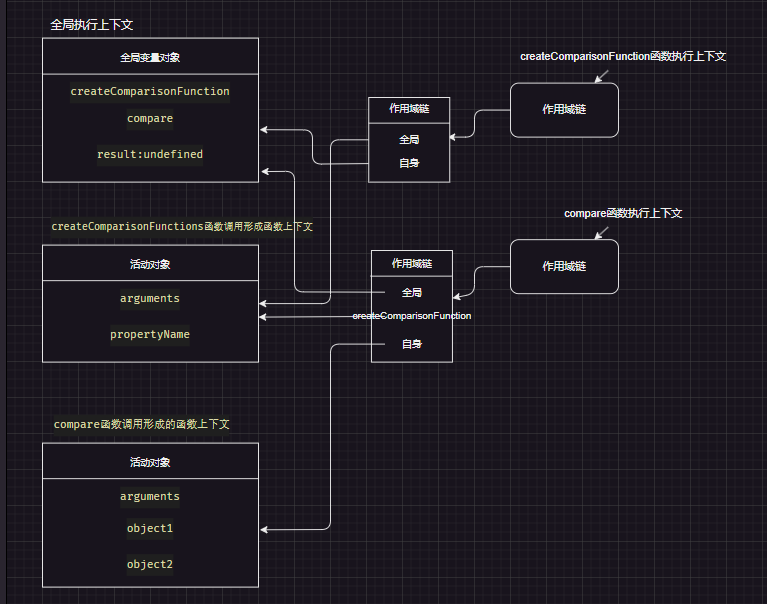 全局执行上下文
全局变量对象
createComparisonFunction
compare
result:undefined
createComparisonFunction函数执行上下文
作用域链
作用域链
全局
自身
createComparisonFunctions函数调用形成函数上下文
活动对象
arguments
propertyName
compare函数执行上下文
作用域链
作用域链
全局
createComparisonFunction
自身
compare函数调用形成的函数上下文
活动对象
arguments
object1
object2